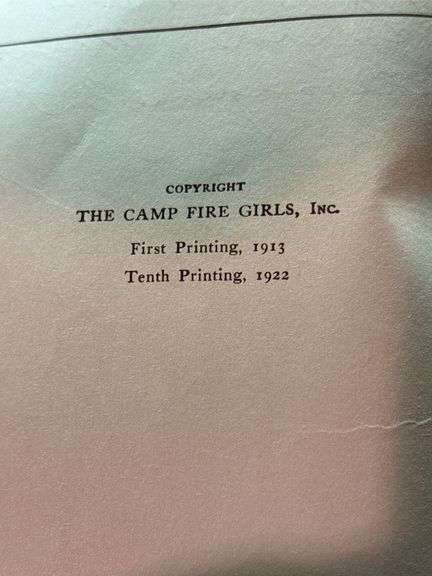 COPYRIGHT
THE CAMP FIRE GIRLS, INC.
First Printing, 1913
Tenth Printing, 1922